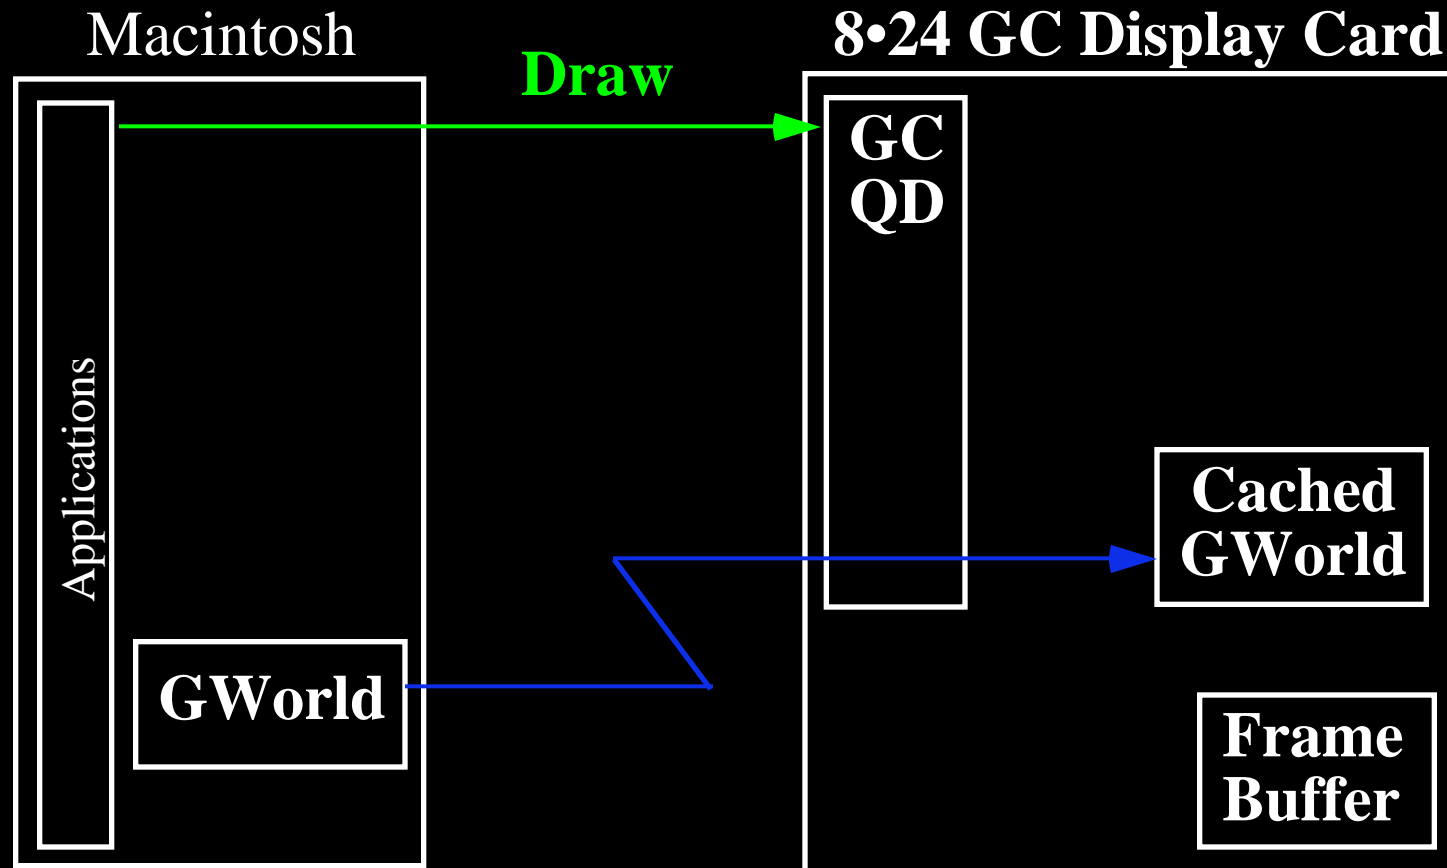 Macintosh
8•24 GC Display Card
Draw
GC
QD
Applications
Cached
GWorld
GWorld
Frame
Buffer